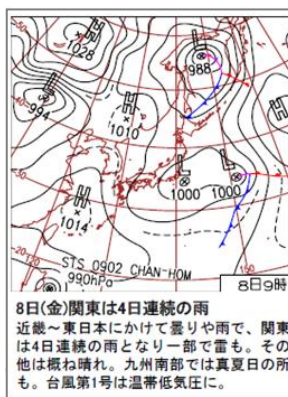 H
1028
L
988
L
994
H
1010
H
1014
L
1000
L
1000
STS 0902 CHAN-HOM
990hPa
8日9時
8日(金)関東は4日連続の雨
近畿～東日本にかけて曇りや雨で、関東
は4日連続の雨となり一部で雷も。その
他は概ね晴れ。九州南部では真夏日の所
も。台風第1号は温帯低気圧に。